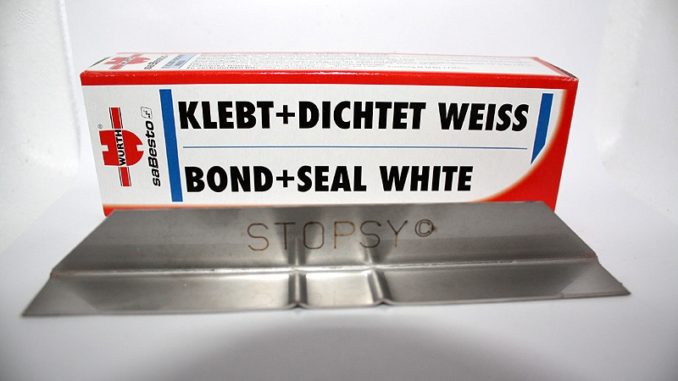 KLEBT+DICHTET WEISS
BOND+SEAL WHITE
WÜRTH
®
saBesto
STOPSY©